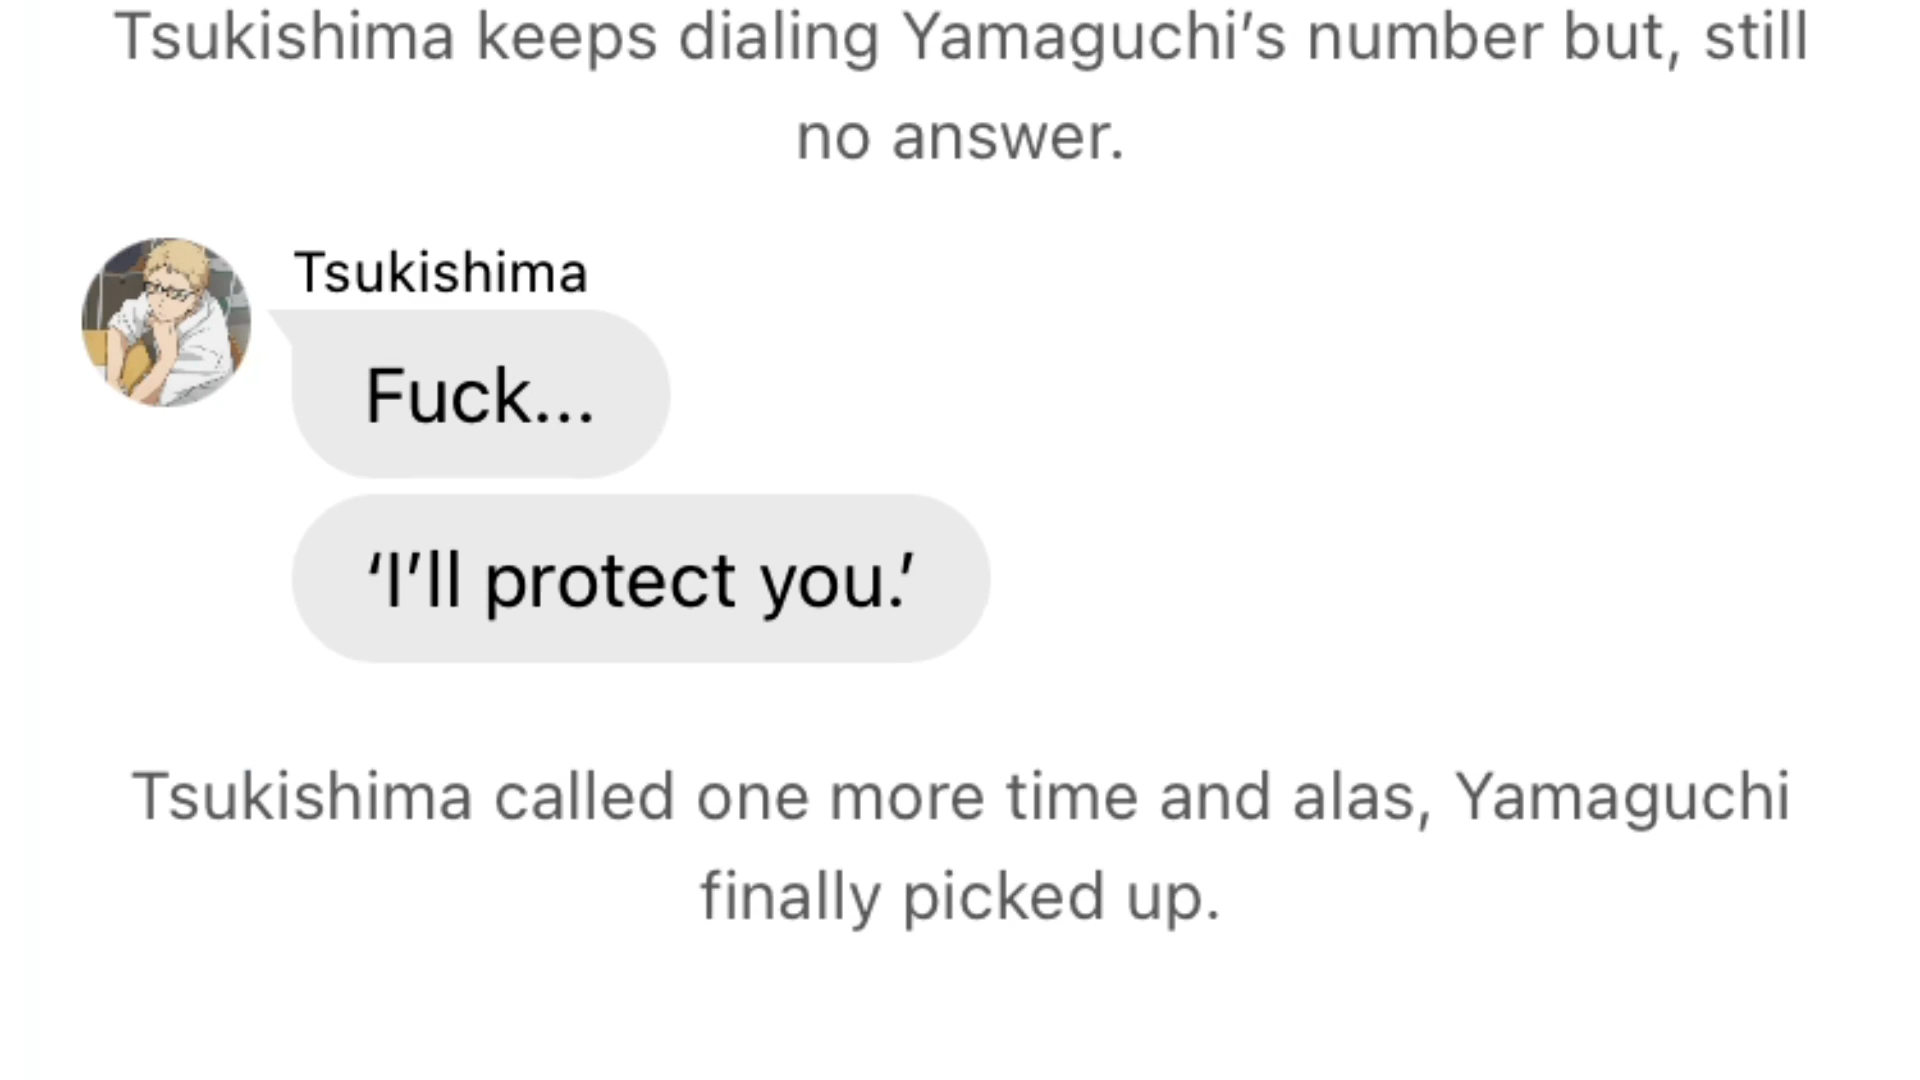 Tsukishima keeps dialing Yamaguchi’s number but, still
no answer.
Tsukishima
Fuck...
‘I’ll protect you.’
Tsukishima called one more time and alas, Yamaguchi
finally picked up.